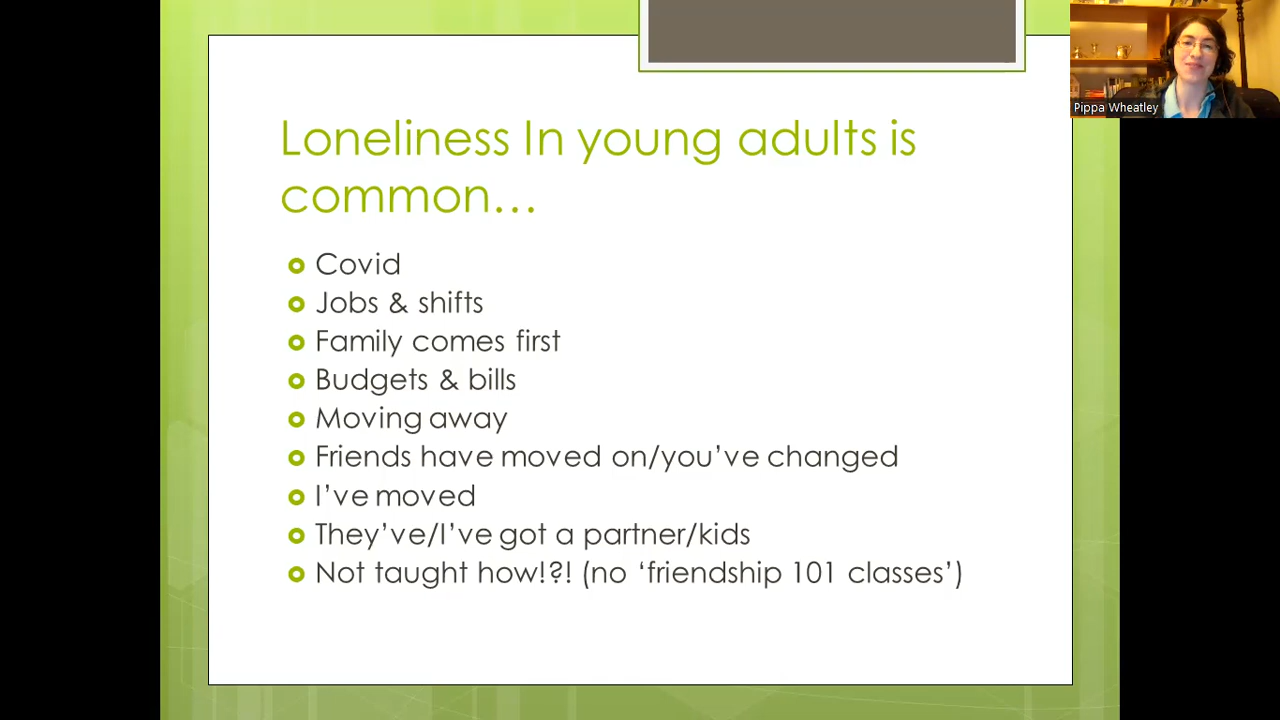 Loneliness In young adults is
common…
Covid
Jobs & shifts
Family comes first
Budgets & bills
Moving away
Friends have moved on/you’ve changed
I’ve moved
They’ve/I’ve got a partner/kids
Not taught how!?! (no ‘friendship 101 classes’)
Pippa Wheatley